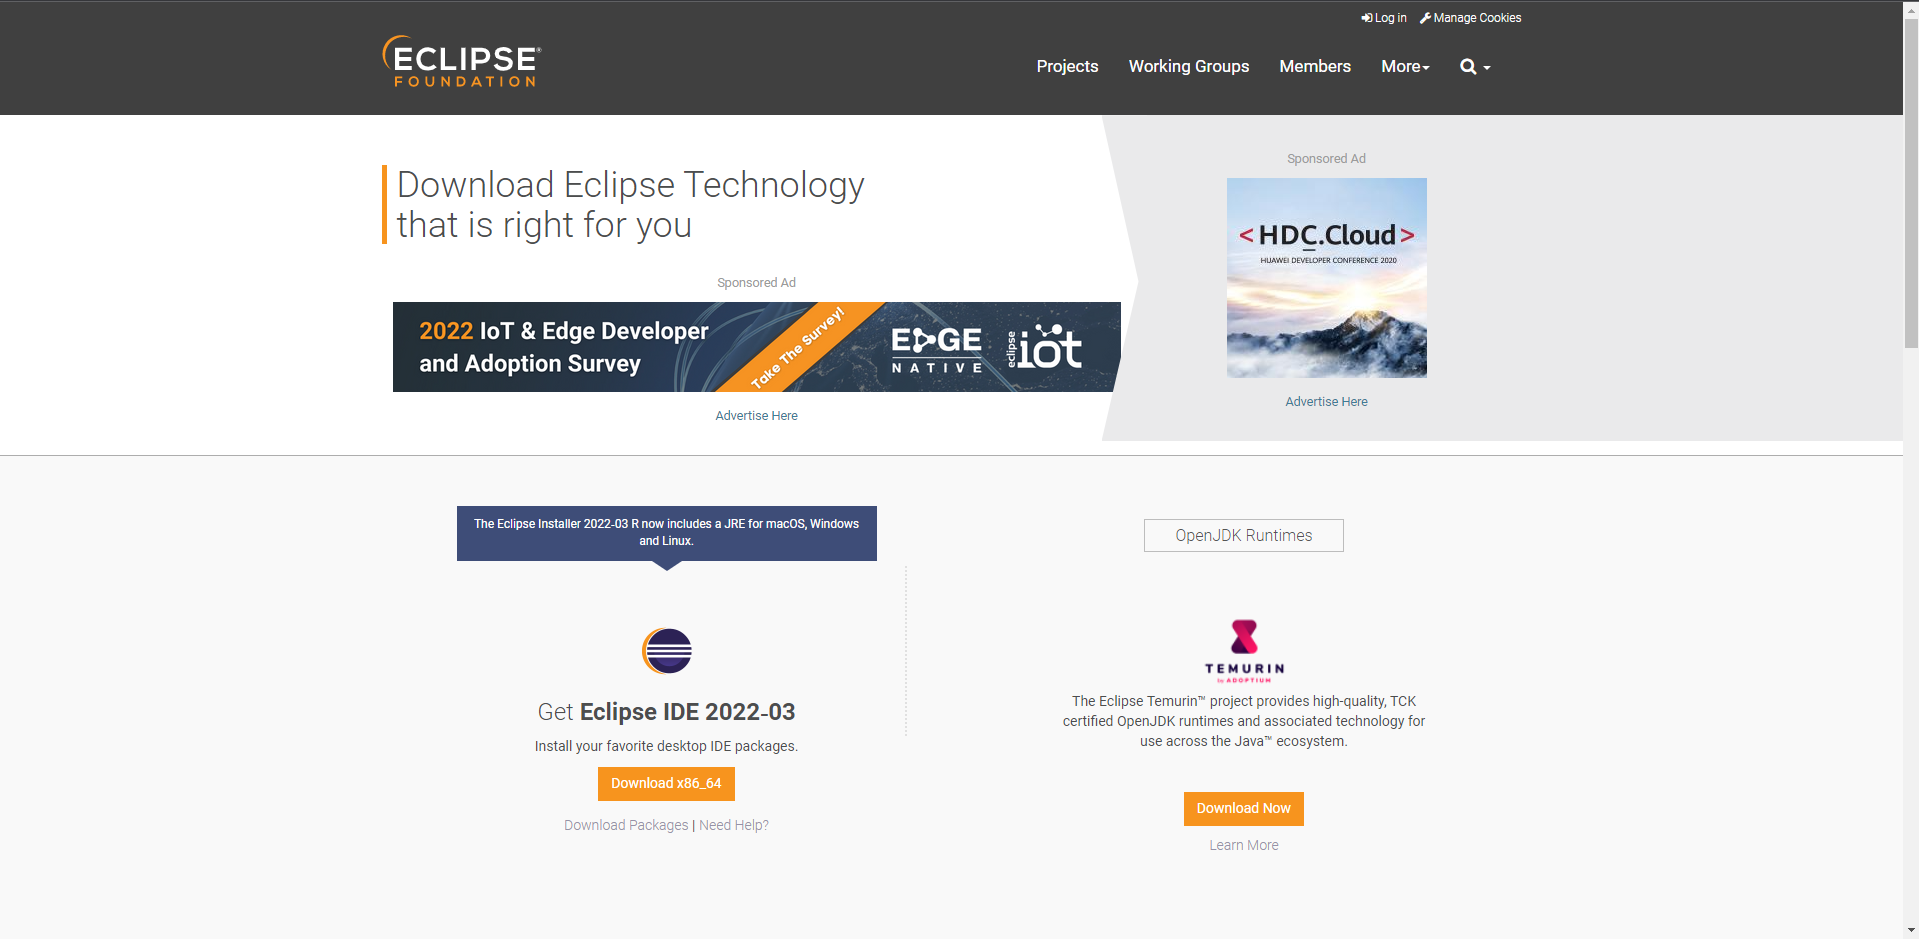 Log in Manage Cookies
ECLIPSE®
FOUNDATION
Projects Working Groups Members More
Download Eclipse Technology
that is right for you
Sponsored Ad
2022 IoT & Edge Developer
and Adoption Survey
Take The Survey!
EDGE
NATIVE
eclipse
iot
Advertise Here
Sponsored Ad
<HDC.Cloud>
HUAWEI DEVELOPER CONFERENCE 2020
Advertise Here
The Eclipse Installer 2022-03 R now includes a JRE for macOS, Windows
and Linux.
Get Eclipse IDE 2022-03
Install your favorite desktop IDE packages.
Download x86_64
Download Packages | Need Help?
OpenJDK Runtimes
TEMURIN
by ADOPTIUM
The Eclipse Temurin™ project provides high-quality, TCK
certified OpenJDK runtimes and associated technology for
use across the Java™ ecosystem.
Download Now
Learn More